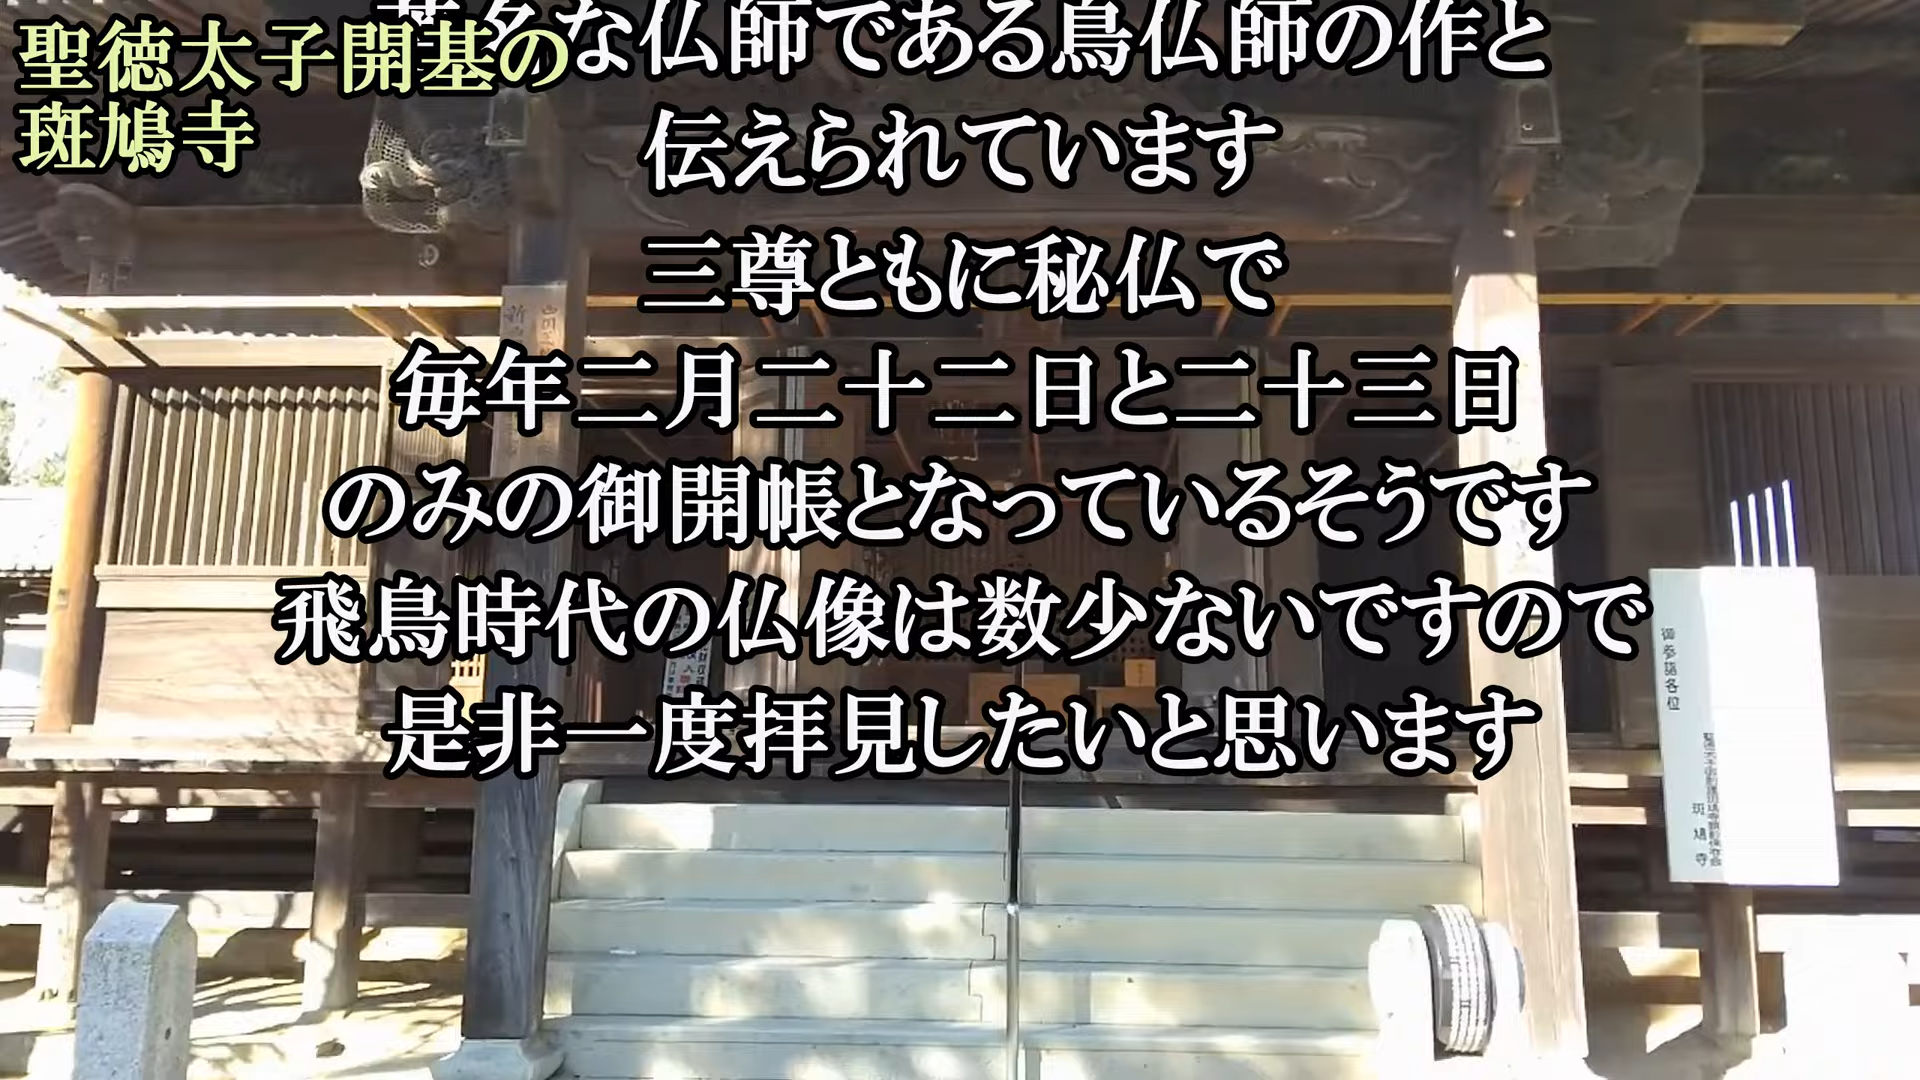 聖徳太子開基の
斑鳩寺
著名な仏師である鳥仏師の作と
伝えられています
三尊ともに秘仏で
毎年二月二十二日と二十三日
のみの御開帳となっているそうです
飛鳥時代の仏像は数少ないですので
是非一度拝見したいと思います
御参詣各位
斑鳩寺